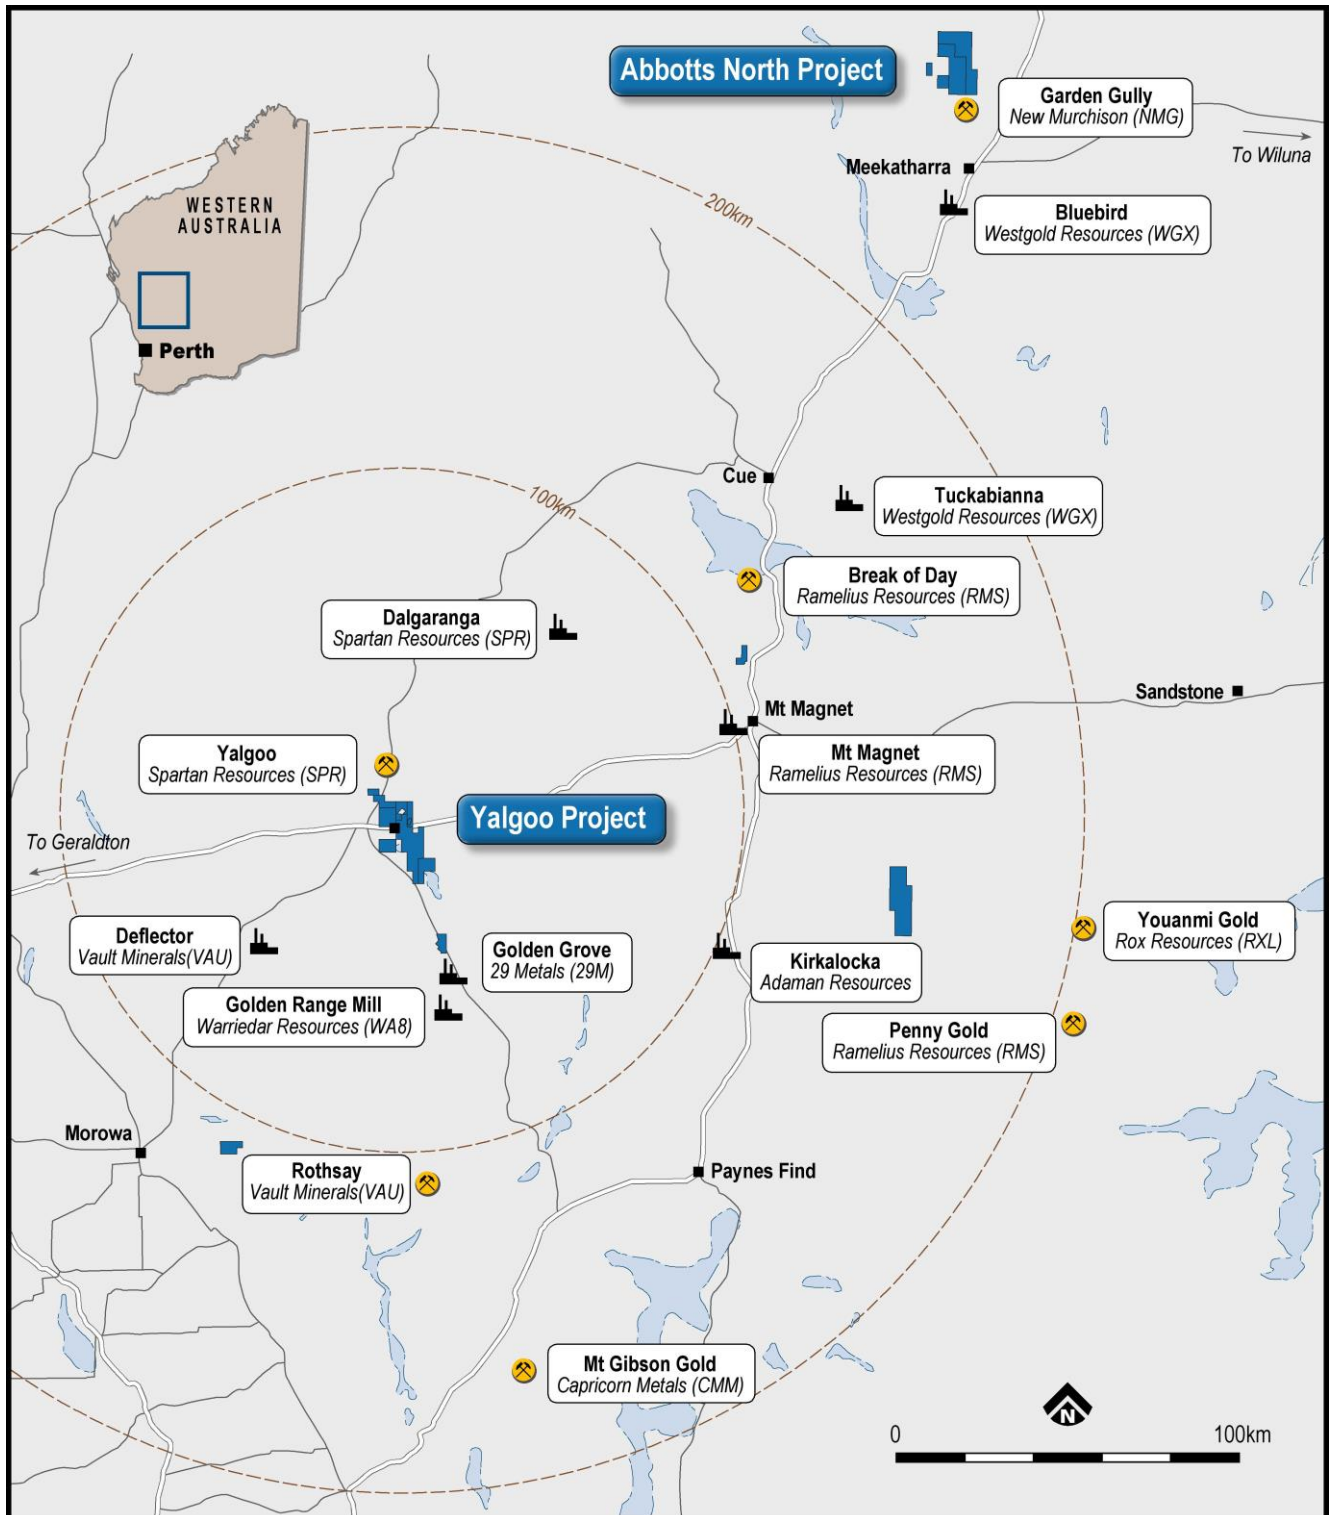 Abbotts North Project
Garden Gully
New Murchison (NMG)
To Wiluna
Meekatharra
WESTERN
AUSTRALIA
200km
Bluebird
Westgold Resources (WGX)
Perth
Cue
100km
Tuckabianna
Westgold Resources (WGX)
Break of Day
Ramelius Resources (RMS)
Dalgaranga
Spartan Resources (SPR)
Sandstone
Mt Magnet
Yalgoo
Spartan Resources (SPR)
Mt Magnet
Ramelius Resources (RMS)
Yalgoo Project
To Geraldton
Deflector
Vault Minerals(VAU)
Golden Grove
29 Metals (29M)
Kirkalocka
Adaman Resources
Youanmi Gold
Rox Resources (RXL)
Golden Range Mill
Warriedar Resources (WA8)
Penny Gold
Ramelius Resources (RMS)
Morowa
Rothsay
Vault Minerals(VAU)
Paynes Find
Mt Gibson Gold
Capricorn Metals (CMM)
N
0
100km